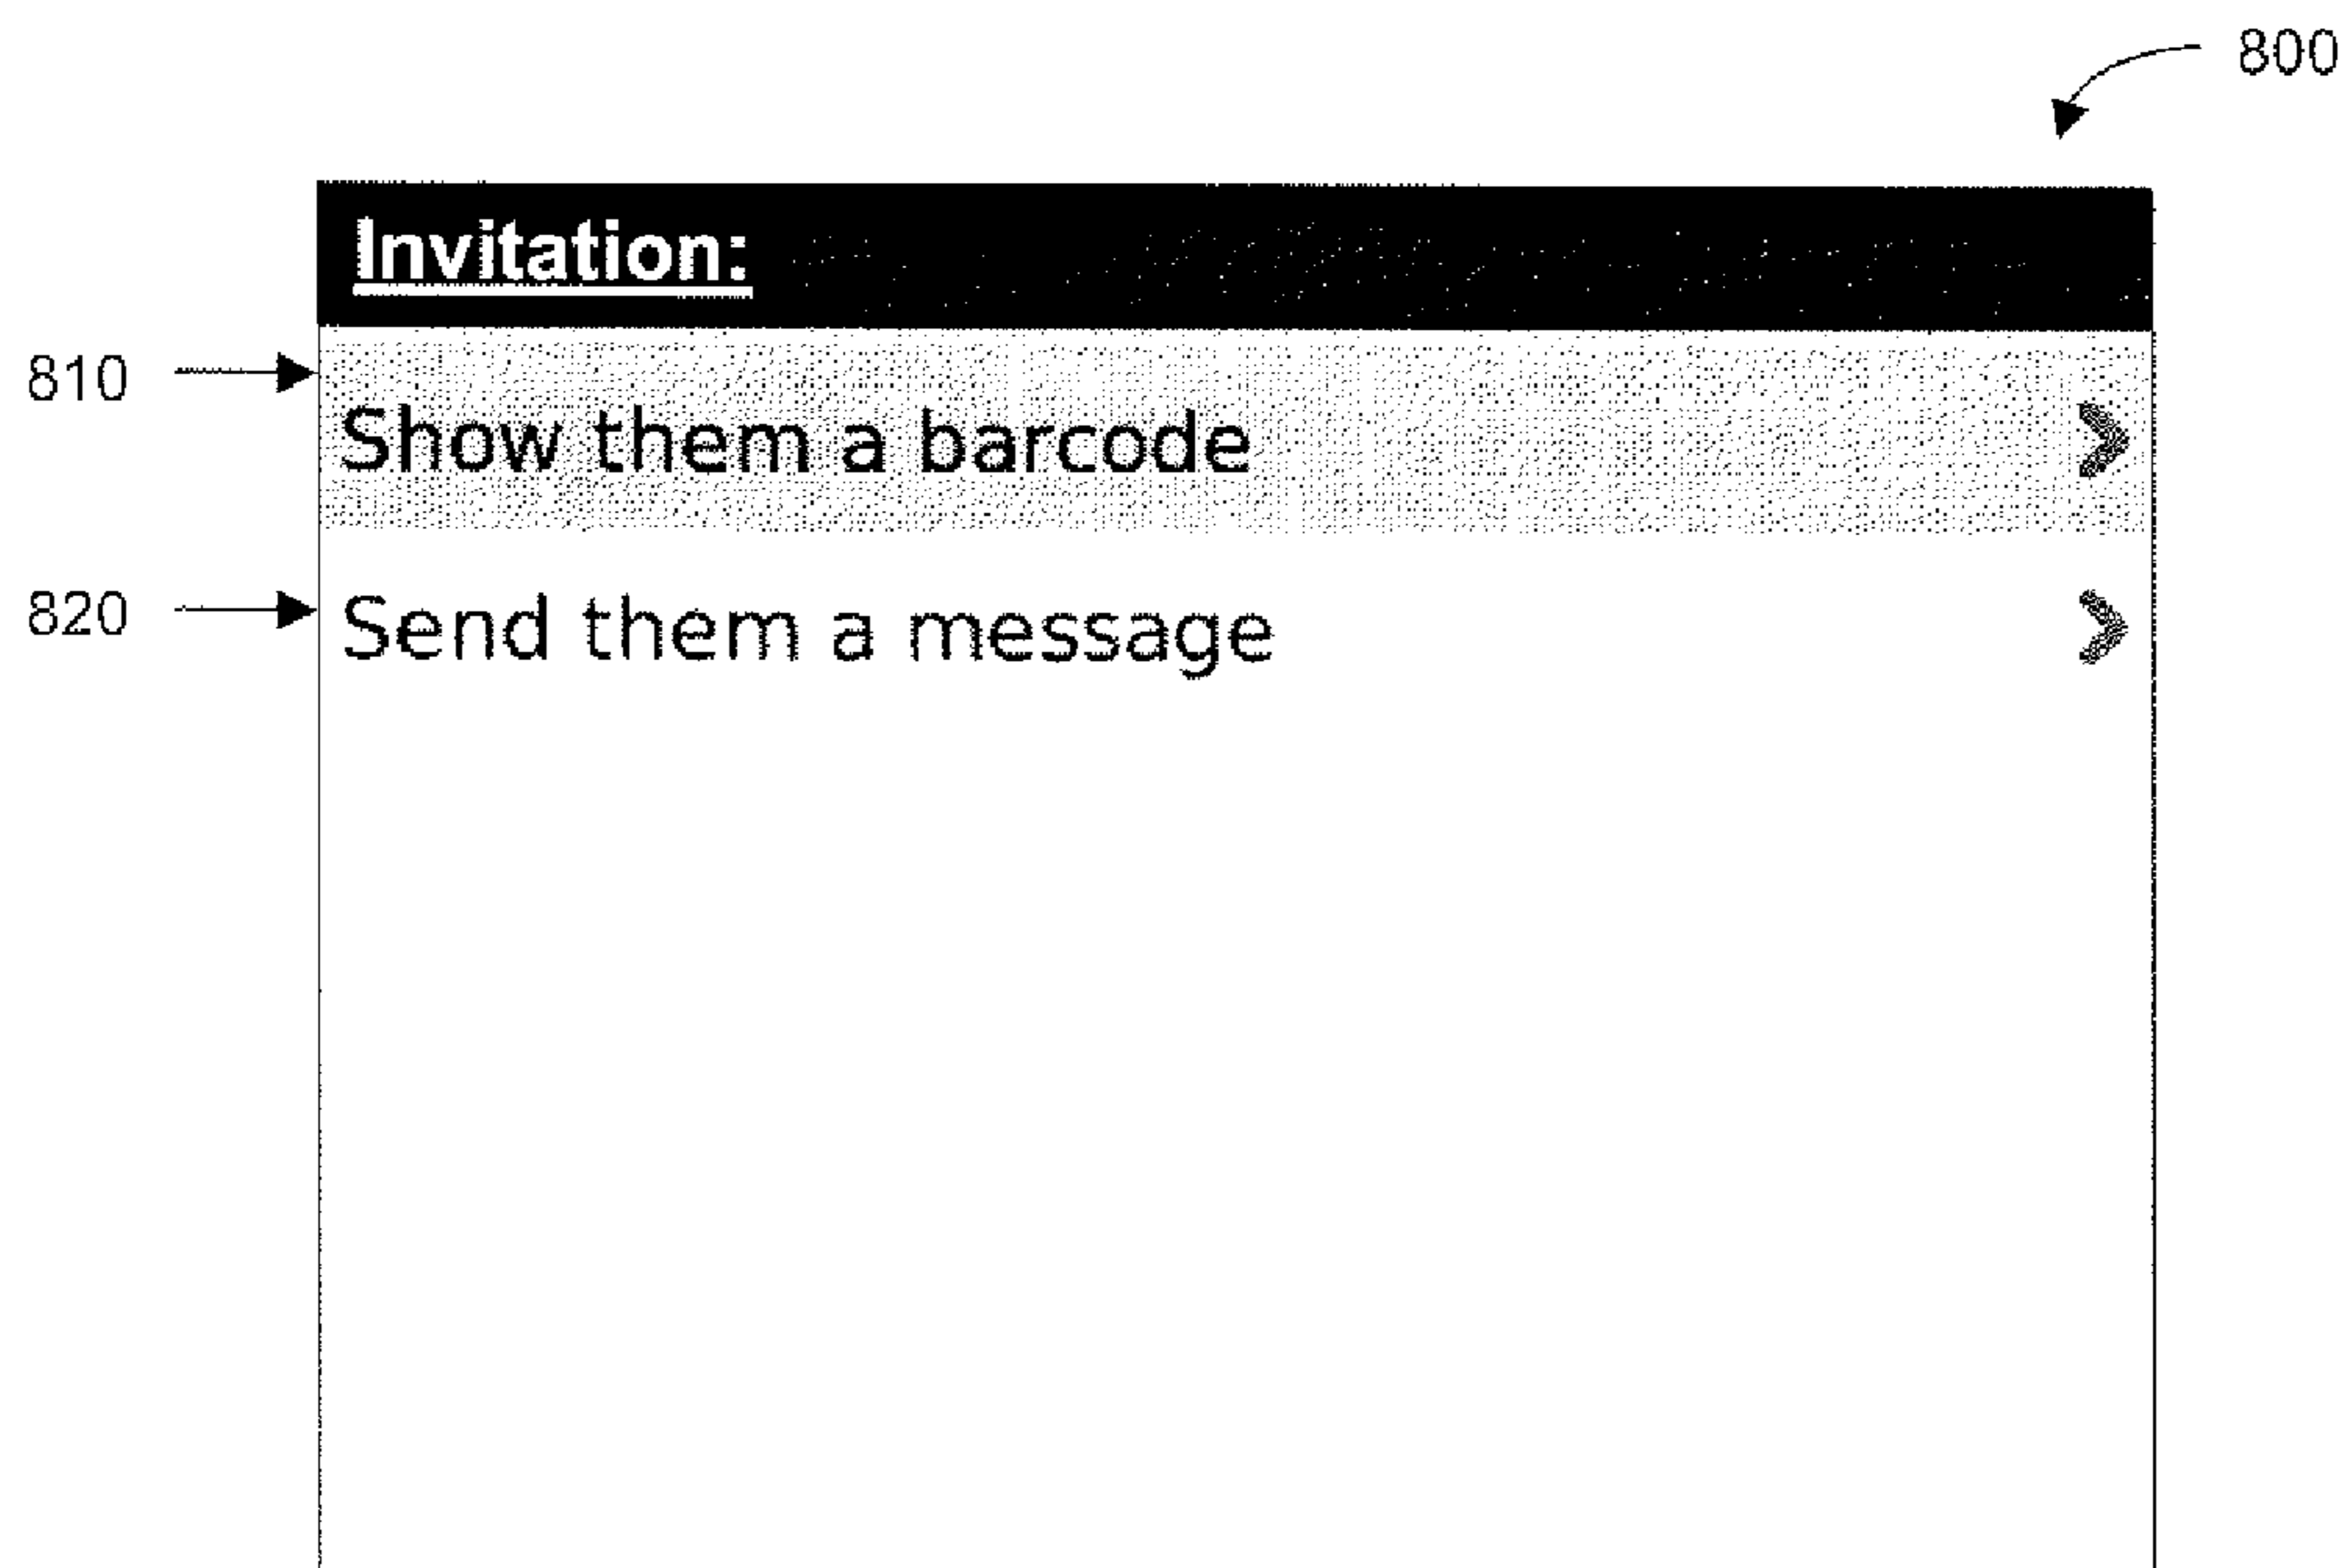 800
Invitation:
810
Show them a barcode
820
Send them a message